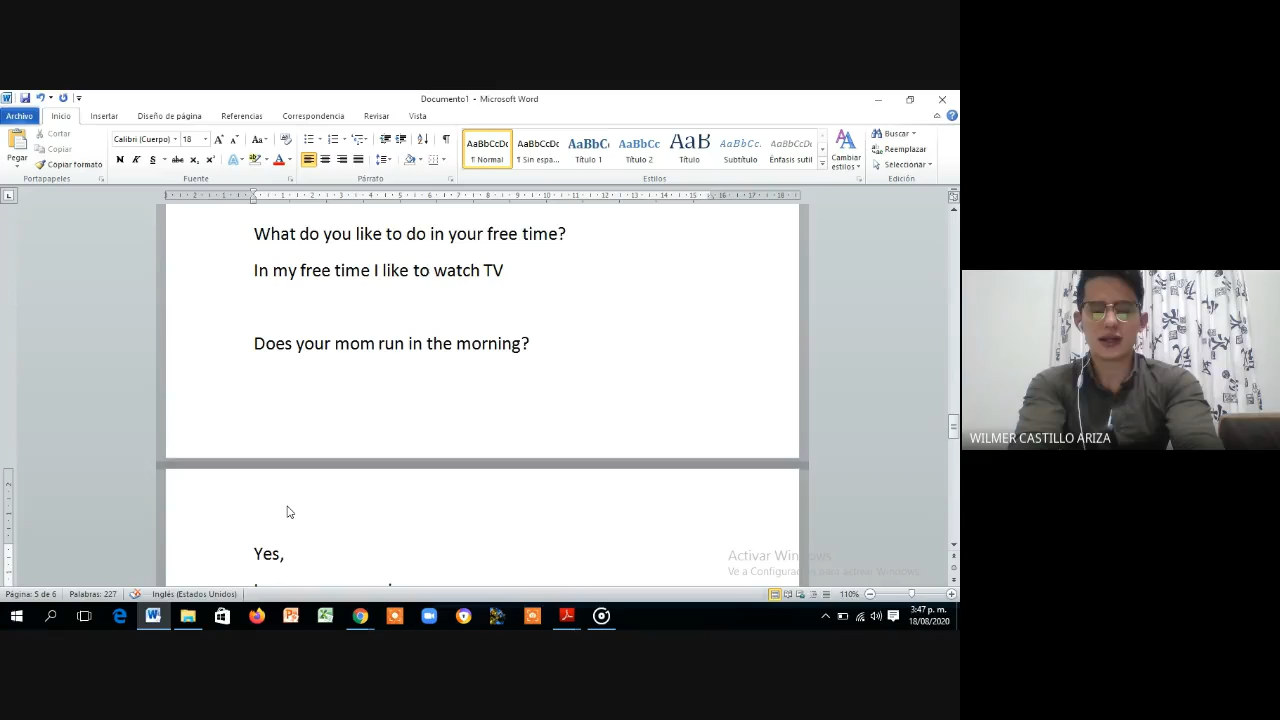 Documento1 - Microsoft Word
Archivo Inicio Insertar Diseño de página Referencias Correspondencia Revisar Vista
Pegar
Cortar
Copiar
Copiar formato
Portapapeles
Calibri (Cuerpo) 18
Fuente
Párrafo
AaBbCcDc AaBbCcDc AaBbC AaBbCc AaB AaBbCc. AaBbCcDc
¶ Normal ¶ Sin espa... Título 1 Título 2 Título Subtítulo Énfasis sutil
Cambiar estilos
Estilos
Buscar
Reemplazar
Seleccionar
Edición
What do you like to do in your free time?
In my free time I like to watch TV
Does your mom run in the morning?
Yes,
Activar Windows
Ve a Configuración para activar Windows.
Página: 5 de 6 Palabras: 227 Inglés (Estados Unidos) 110%
3:47 p. m.
18/08/2020
WILMER CASTILLO ARIZA